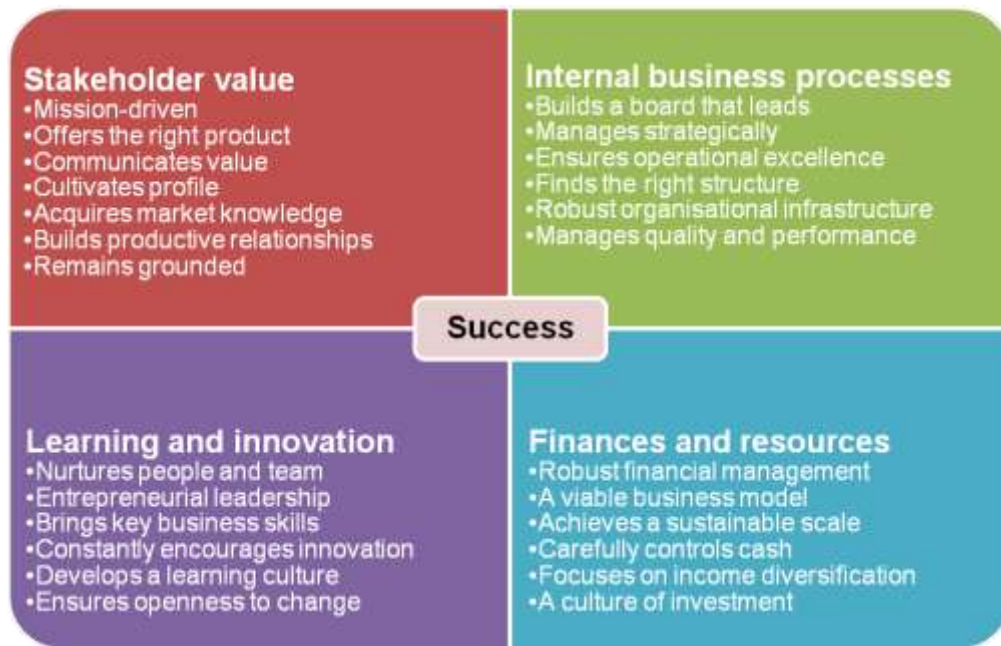 Stakeholder value
•Mission-driven
•Offers the right product
•Communicates value
•Cultivates profile
•Acquires market knowledge
•Builds productive relationships
•Remains grounded
Internal business processes
•Builds a board that leads
•Manages strategically
•Ensures operational excellence
•Finds the right structure
•Robust organisational infrastructure
•Manages quality and performance
Success
Learning and innovation
•Nurtures people and team
•Entrepreneurial leadership
•Brings key business skills
•Constantly encourages innovation
•Develops a learning culture
•Ensures openness to change
Finances and resources
•Robust financial management
•A viable business model
•Achieves a sustainable scale
•Carefully controls cash
•Focuses on income diversification
•A culture of investment